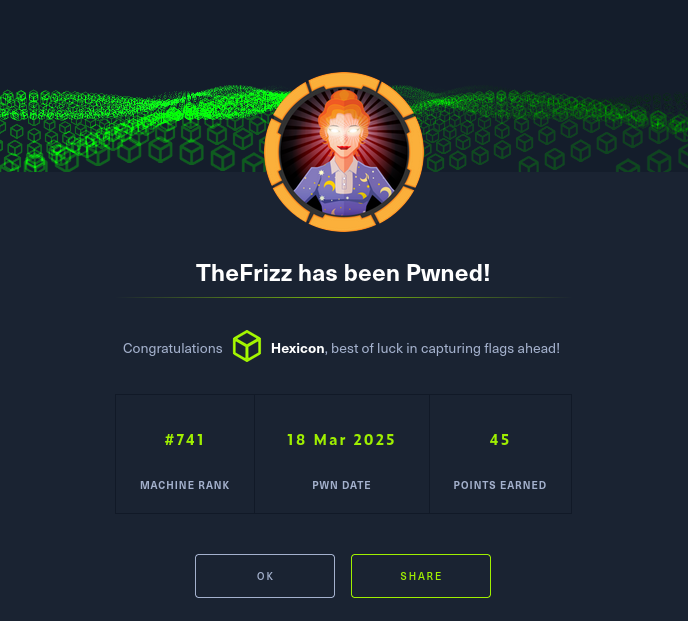 TheFrizz has been Pwned!
Congratulations Hexicon, best of luck in capturing flags ahead!
#741 18 Mar 2025 45
MACHINE RANK PWN DATE POINTS EARNED
OK SHARE